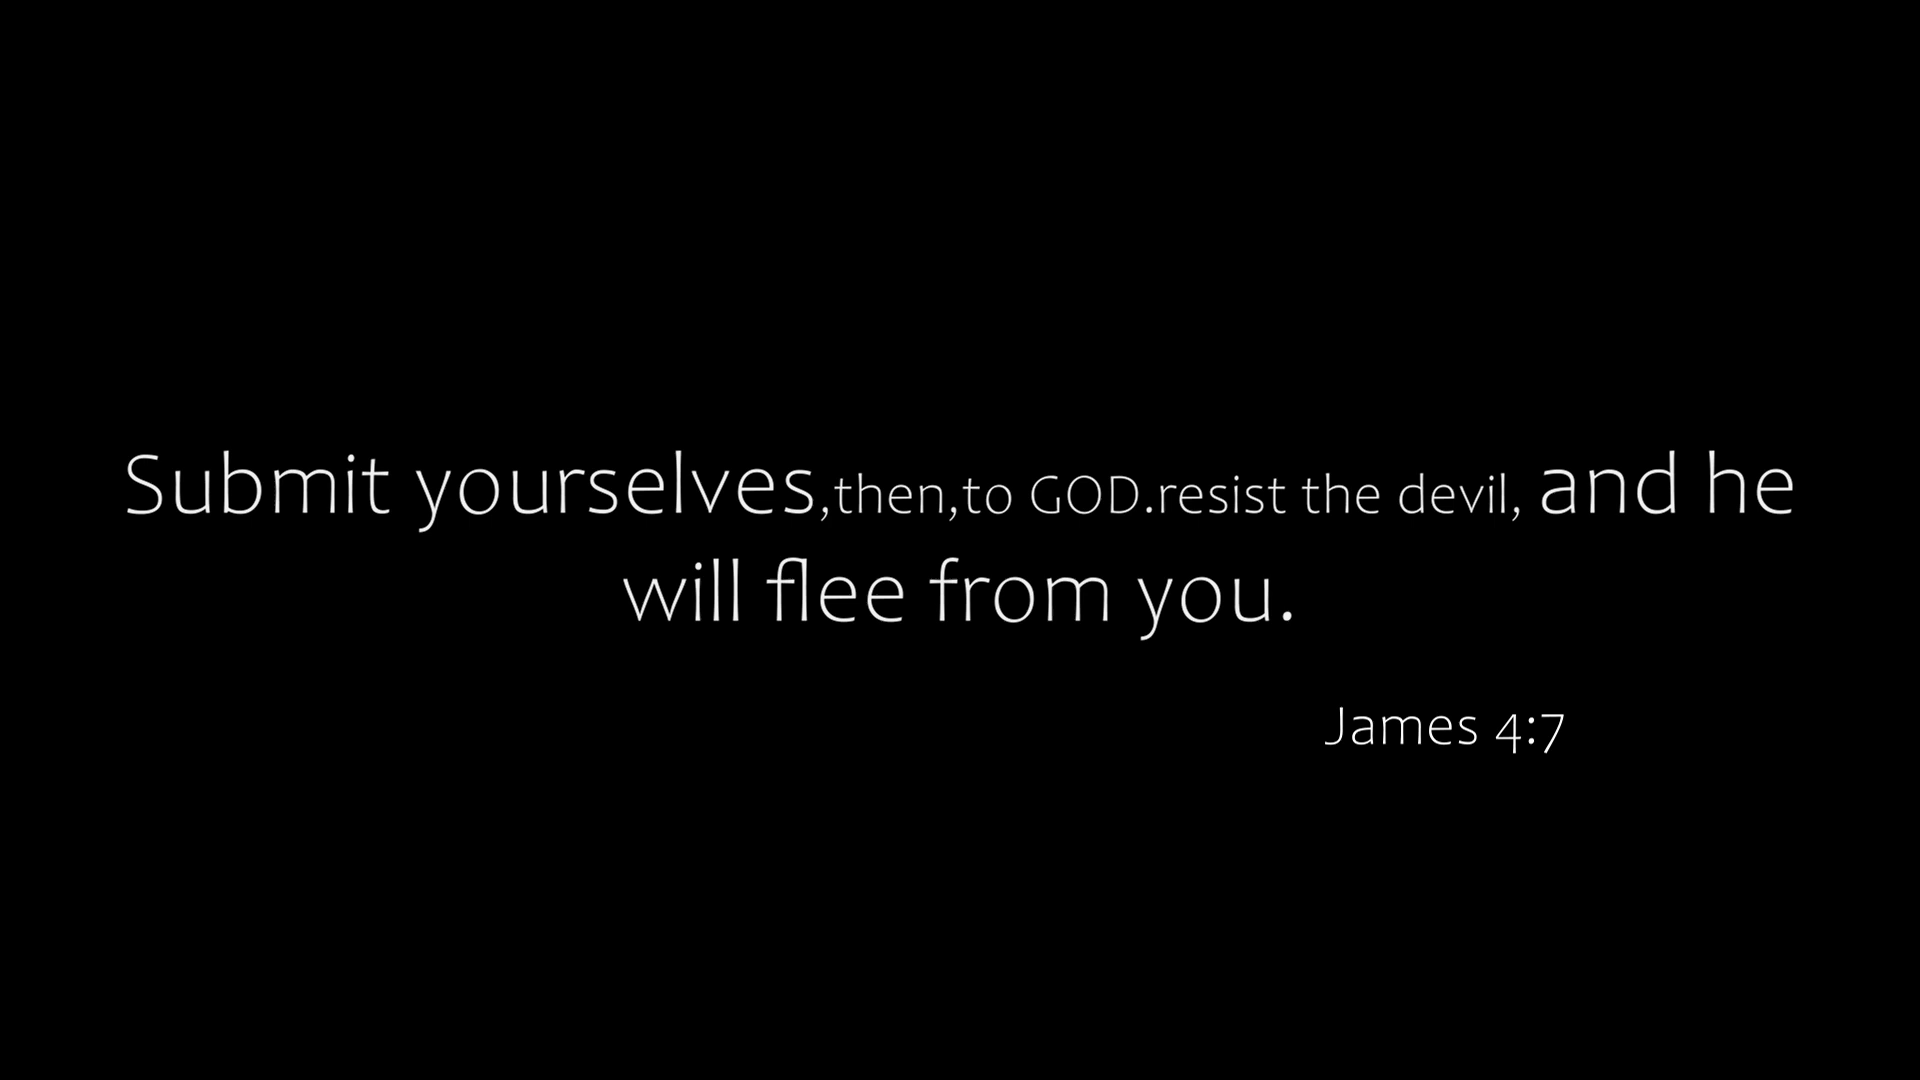 Submit yourselves,then,to GOD.resist the devil, and he
will flee from you.
James 4:7